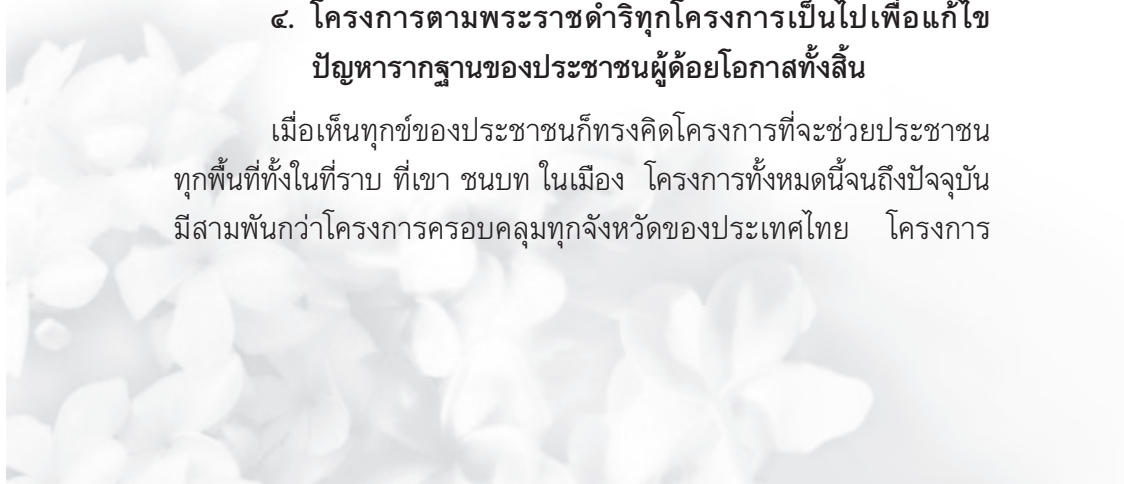 ๔. โครงการตามพระราชดำริทุกโครงการเป็นไปเพื่อแก้ไข
ปัญหารากฐานของประชาชนผู้ด้อยโอกาสทั้งสิ้น
เมื่อเห็นทุกข์ของประชาชนก็ทรงคิดโครงการที่จะช่วยประชาชน
ทุกพื้นที่ทั้งในที่ราบ ที่เขา ชนบท ในเมือง โครงการทั้งหมดนี้จนถึงปัจจุบัน
มีสามพันกว่าโครงการครอบคลุมทุกจังหวัดของประเทศไทย โครงการ